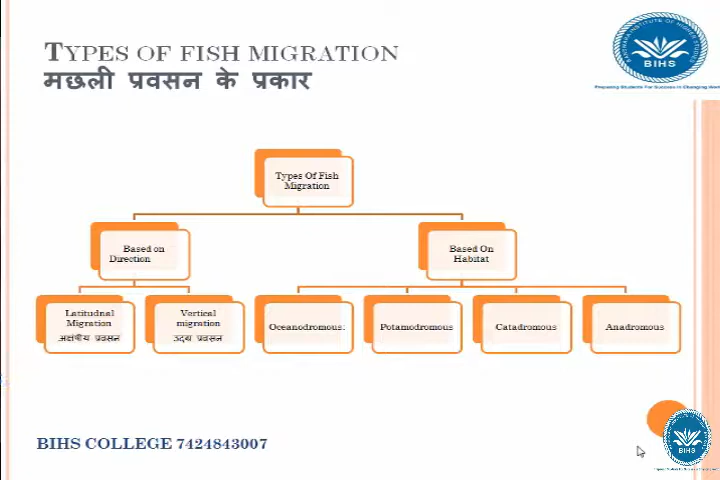 TYPES OF FISH MIGRATION
मछली प्रवसन के प्रकार
BIHS
Types Of Fish
Migration
Based on
Direction
Based On
Habitat
Latitudnal
Migration
अक्षंषीय प्रवसन
Vertical
migration
उदय प्रवसन
Oceanodromous:
Potamodromous
Catadromous
Anadromous
BIHS COLLEGE 7424843007
BIHS